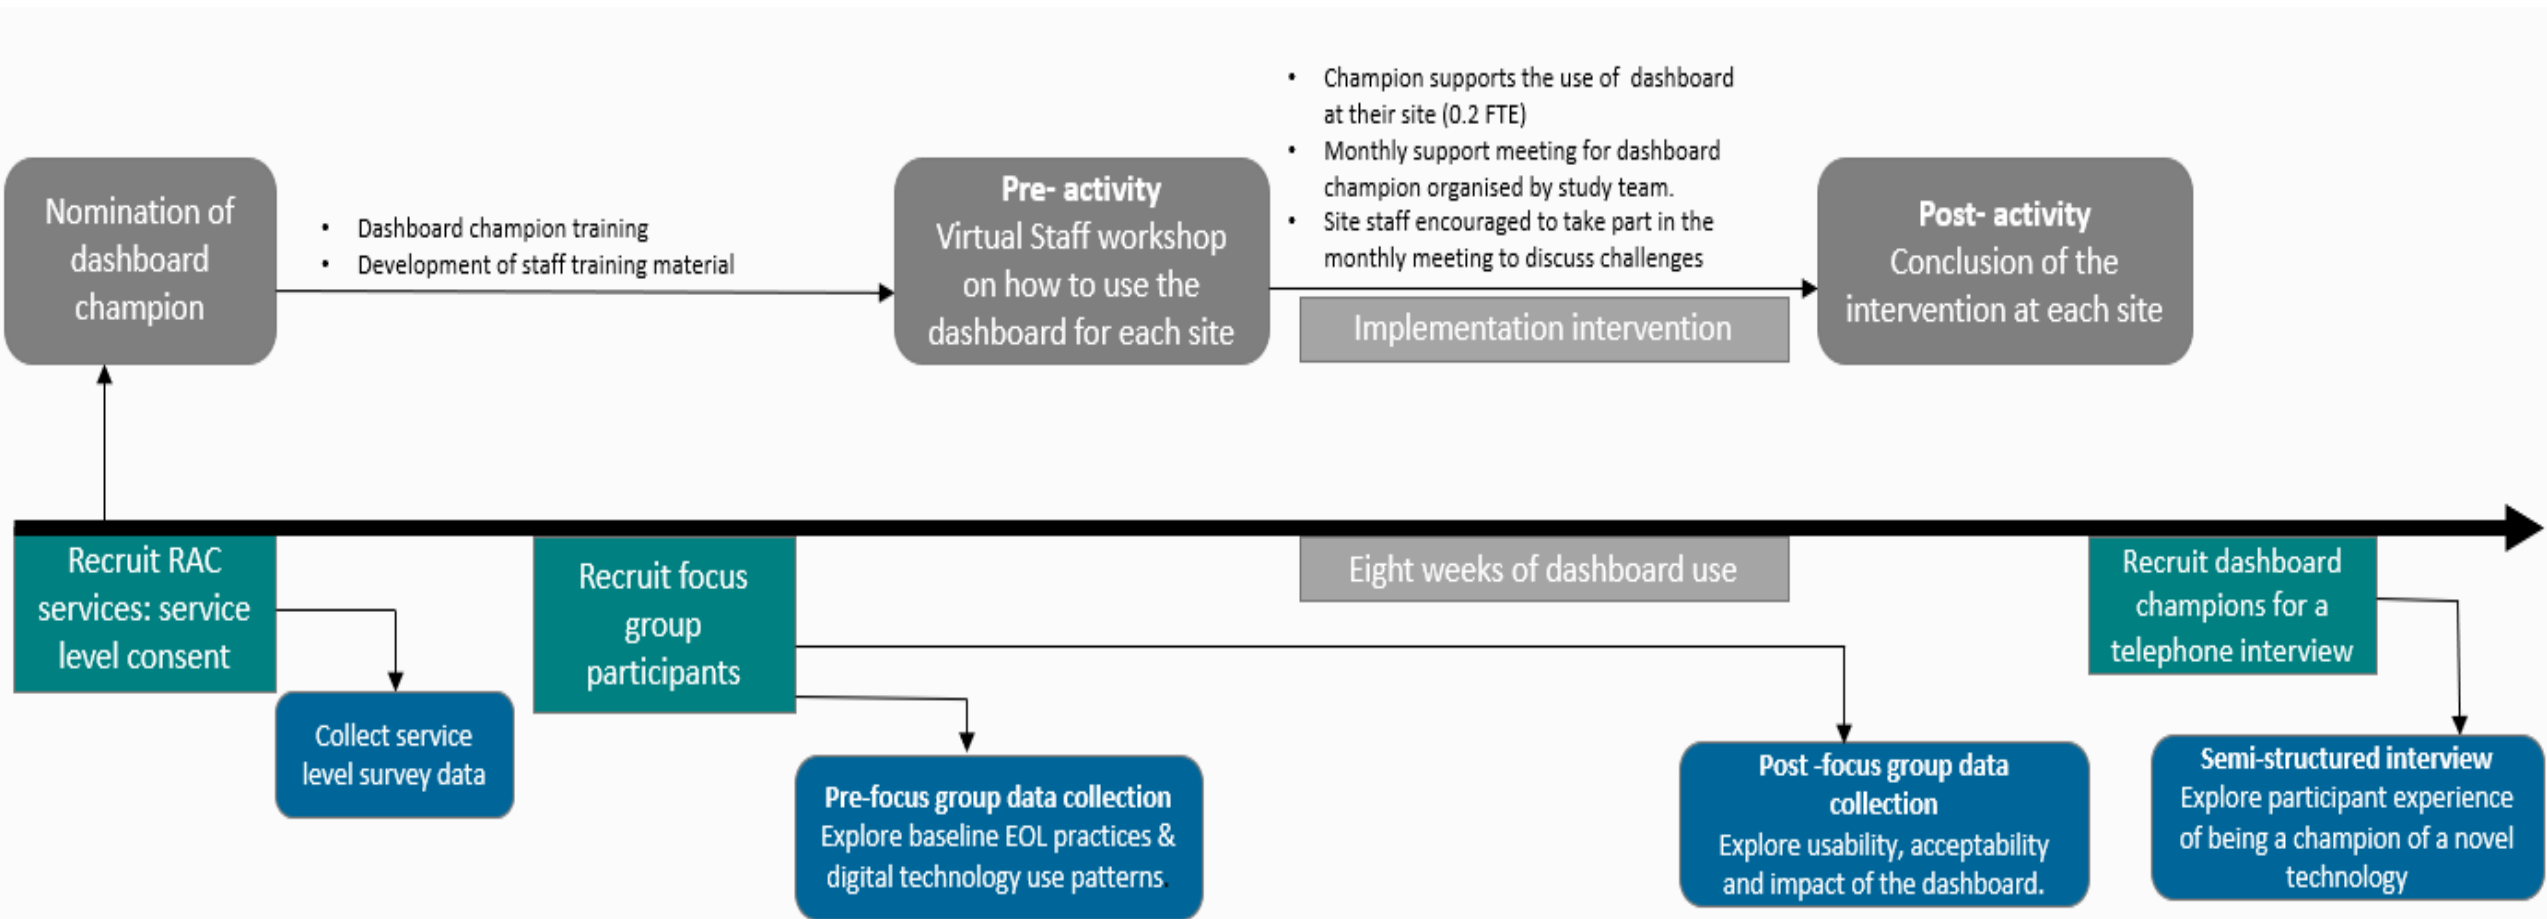 Nomination of
dashboard
champion
• Dashboard champion training
• Development of staff training material
Pre- activity
Virtual Staff workshop
on how to use the
dashboard for each site
• Champion supports the use of dashboard
at their site (0.2 FTE)
• Monthly support meeting for dashboard
champion organised by study team.
• Site staff encouraged to take part in the
monthly meeting to discuss challenges
Implementation intervention
Post- activity
Conclusion of the
intervention at each site
Recruit RAC
services: service
level consent
Collect service
level survey data
Recruit focus
group
participants
Pre-focus group data collection
Explore baseline EOL practices &
digital technology use patterns.
Eight weeks of dashboard use
Post -focus group data
collection
Explore usability, acceptability
and impact of the dashboard.
Recruit dashboard
champions for a
telephone interview
Semi-structured interview
Explore participant experience
of being a champion of a novel
technology